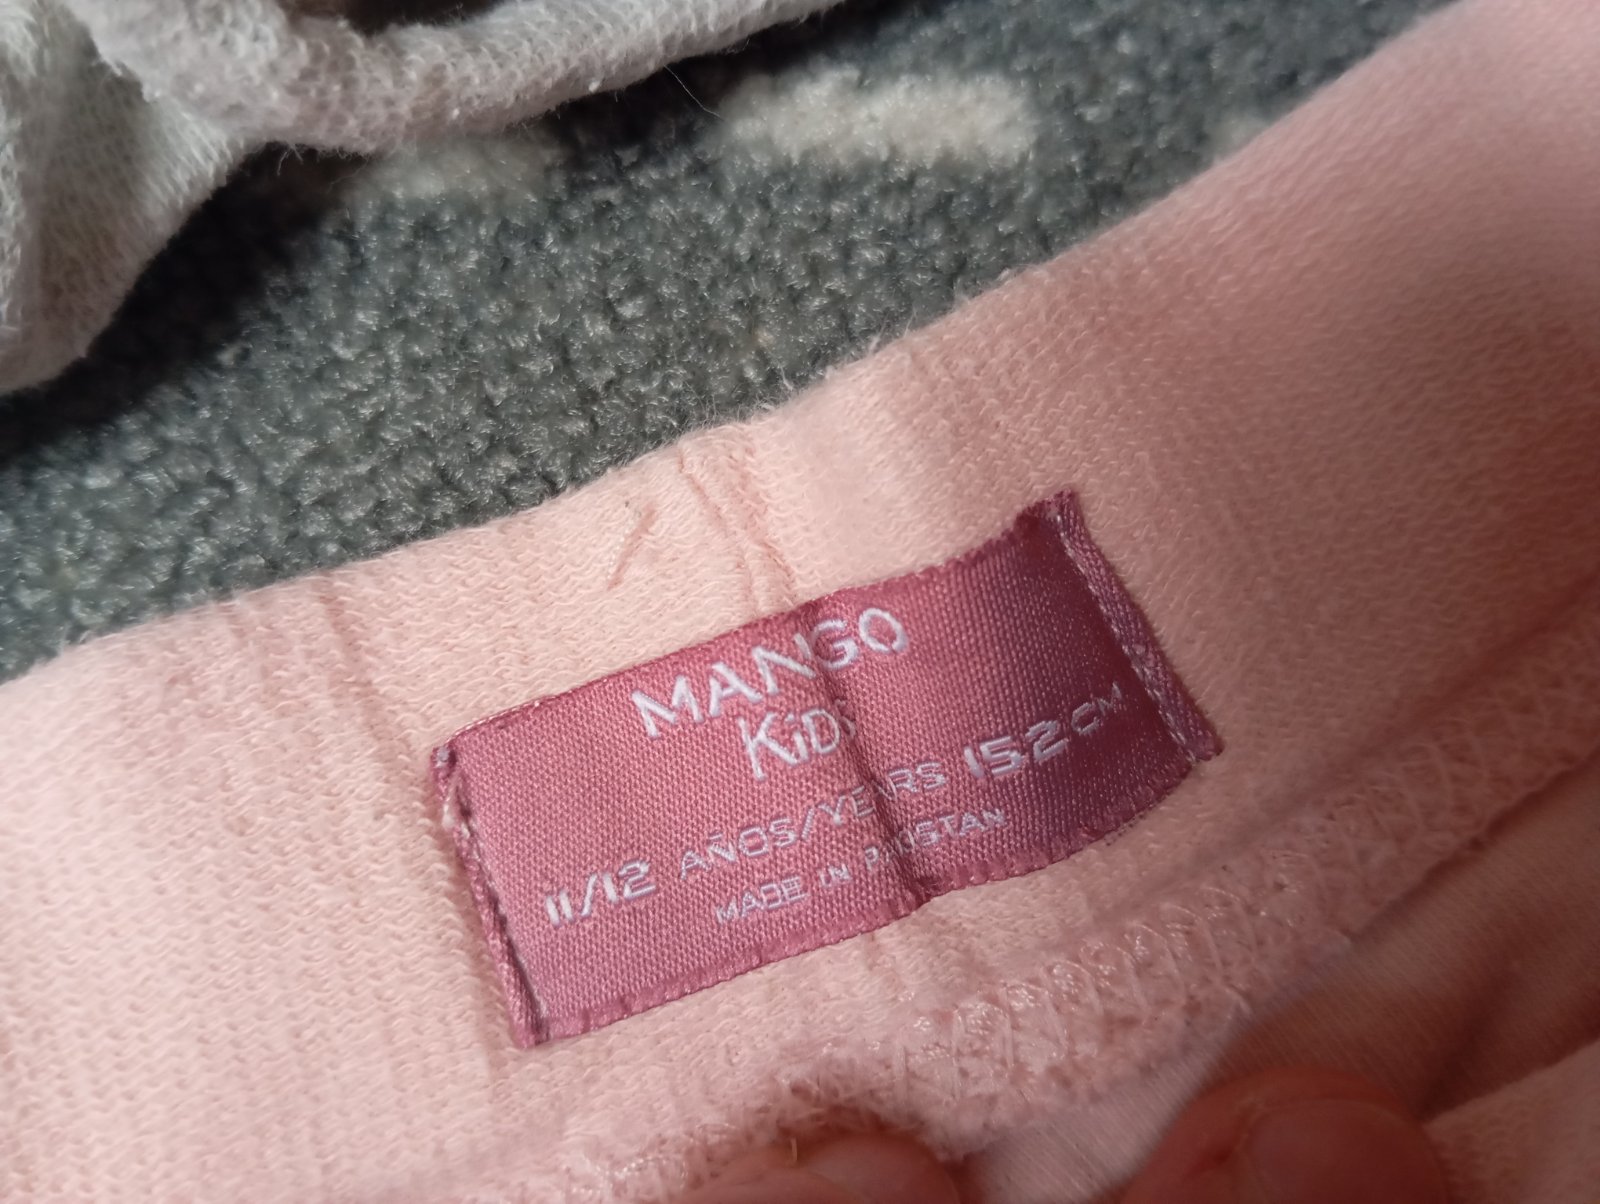 MANGO
KiDS
11/12 AÑOS/YEARS 152CM
MADE IN PAKISTAN